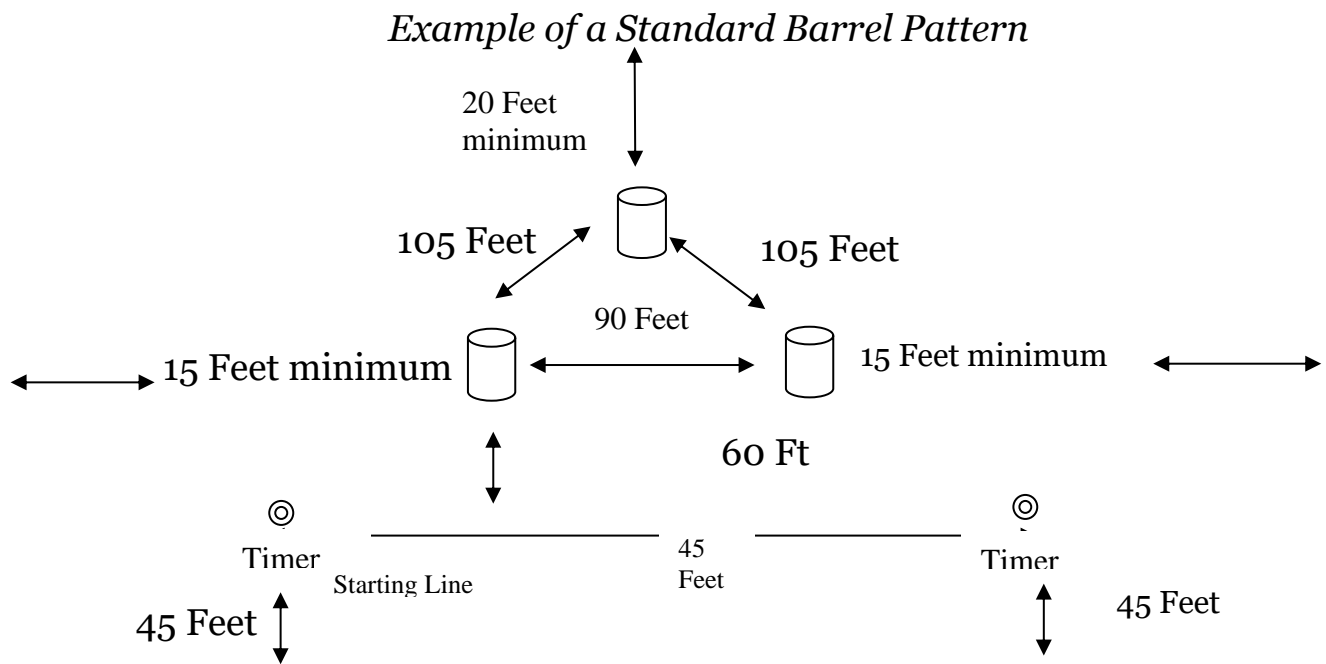 Example of a Standard Barrel Pattern
20 Feet
minimum
105 Feet
105 Feet
90 Feet
15 Feet minimum
15 Feet minimum
60 Ft
Timer
45
Feet
Timer
Starting Line
45 Feet
45 Feet